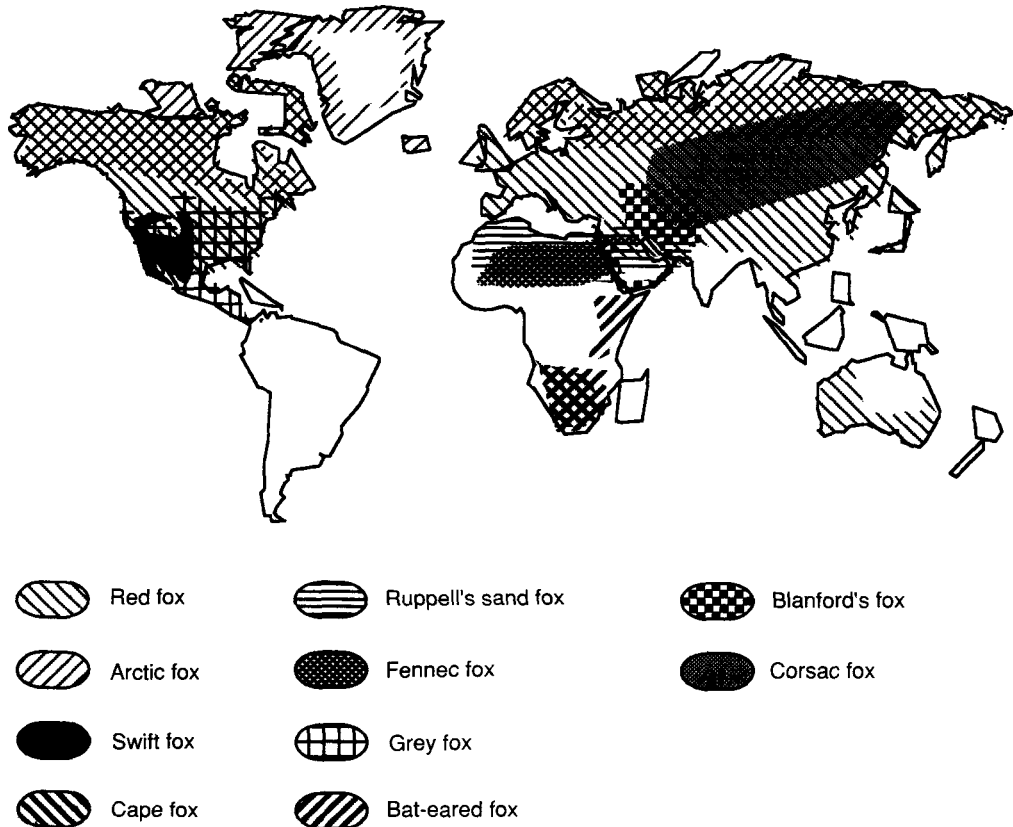 Red fox
Ruppell's sand fox
Blanford's fox
Arctic fox
Fennec fox
Corsac fox
Swift fox
Grey fox
Cape fox
Bat-eared fox